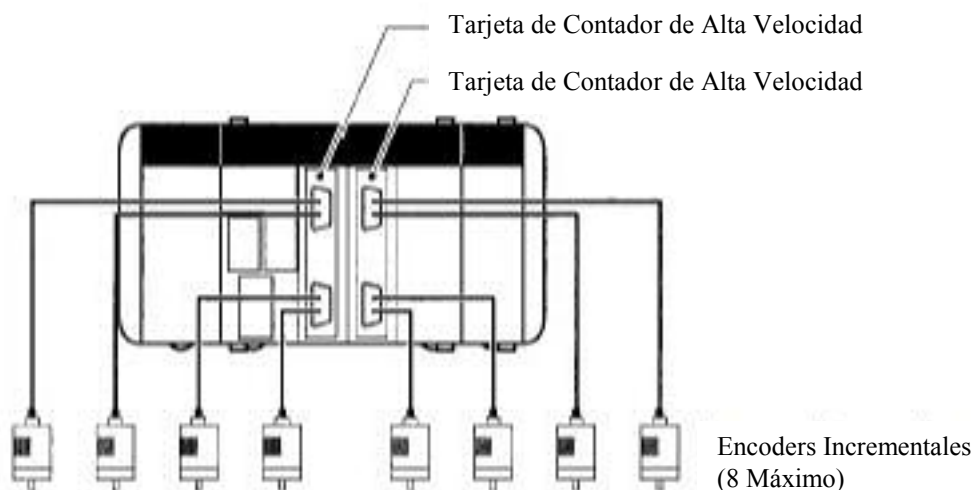 Tarjeta de Contador de Alta Velocidad
Tarjeta de Contador de Alta Velocidad
Encoders Incrementales
(8 Máximo)